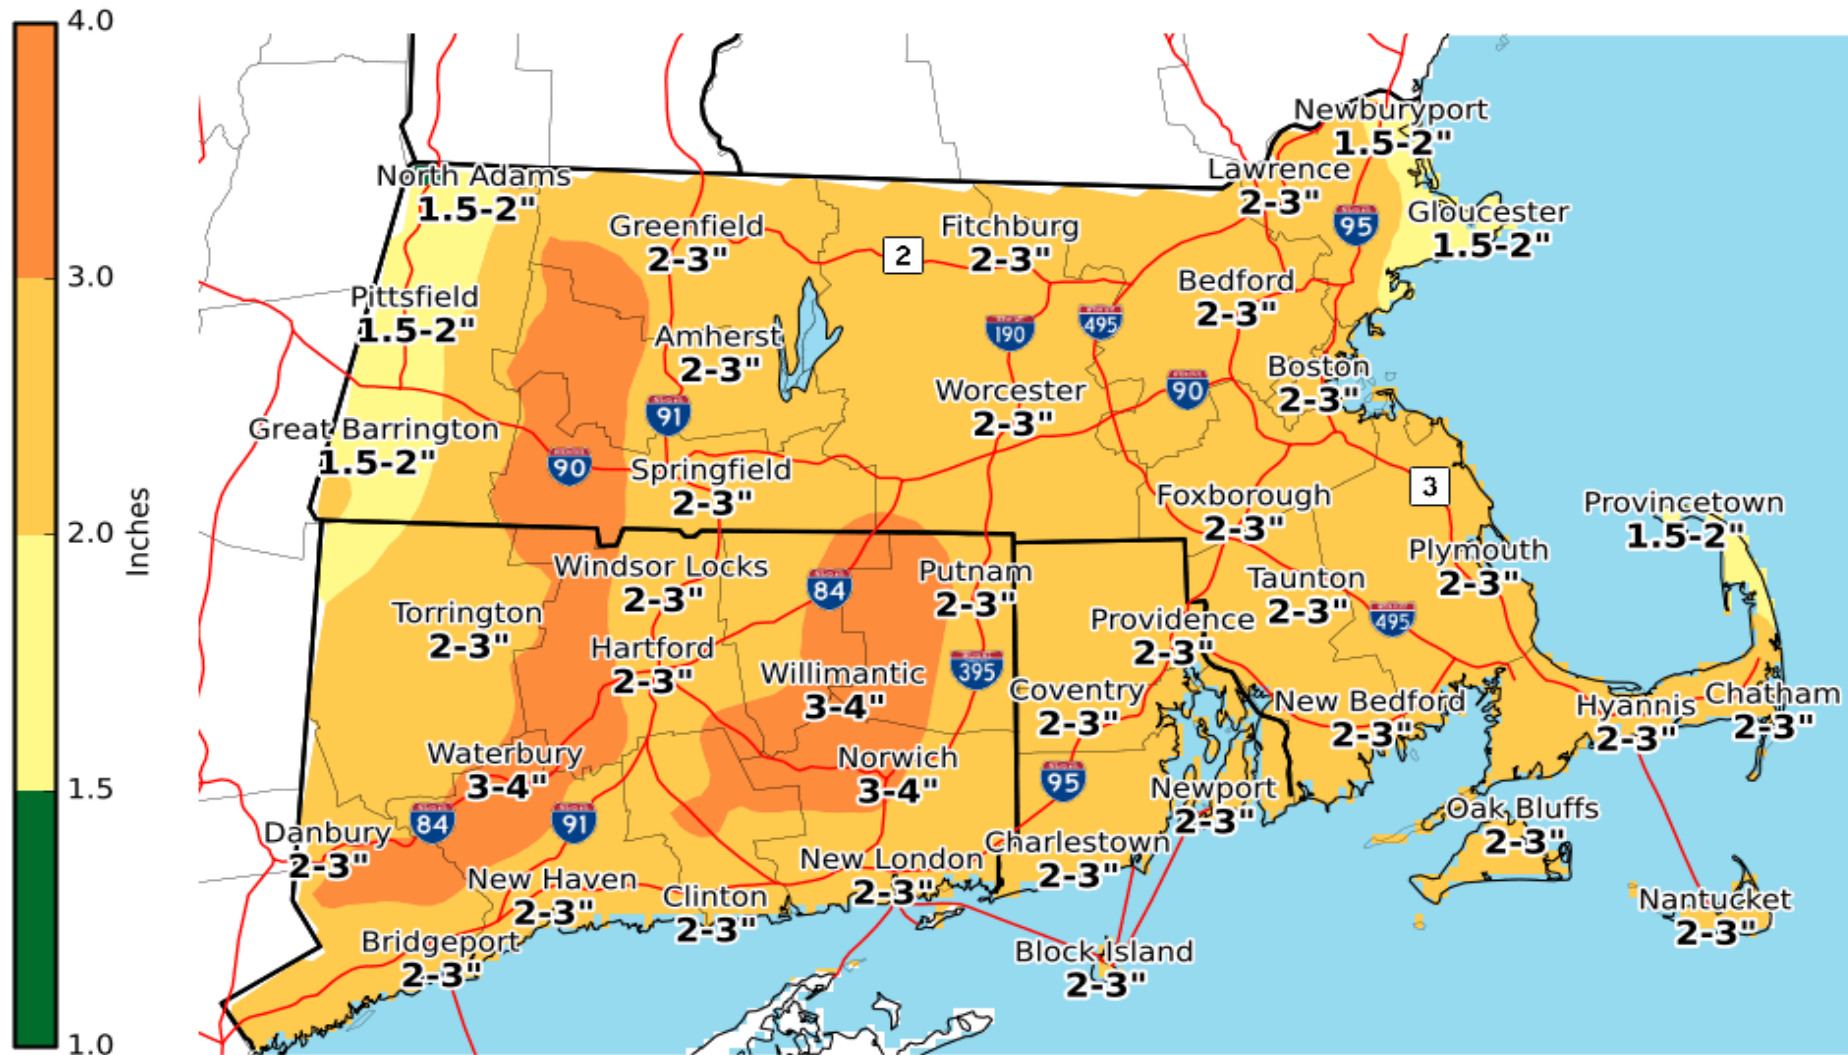 4.0
3.0
2.0
1.5
1.0
Inches
Newburyport
1.5-2"
North Adams
1.5-2"
Lawrence
2-3"
Greenfield
2-3"
2
Fitchburg
2-3"
95
Gloucester
1.5-2"
Pittsfield
1.5-2"
Bedford
2-3"
Amherst
2-3"
190
495
Worcester
2-3"
90
Boston
2-3"
91
Great Barrington
1.5-2"
90
Springfield
2-3"
Foxborough
2-3"
3
Provincetown
1.5-2"
Windsor Locks
2-3"
84
Putnam
2-3"
Taunton
2-3"
Plymouth
2-3"
Torrington
2-3"
Hartford
2-3"
Willimantic
3-4"
395
Providence
2-3"
495
Coventry
2-3"
New Bedford
2-3"
Hyannis
2-3"
Chatham
2-3"
Waterbury
3-4"
Norwich
3-4"
95
Newport
2-3"
Danbury
2-3"
84
91
Oak Bluffs
2-3"
New Haven
2-3"
Clinton
2-3"
New London
2-3"
Charlestown
2-3"
Nantucket
2-3"
Bridgeport
2-3"
Block Island
2-3"